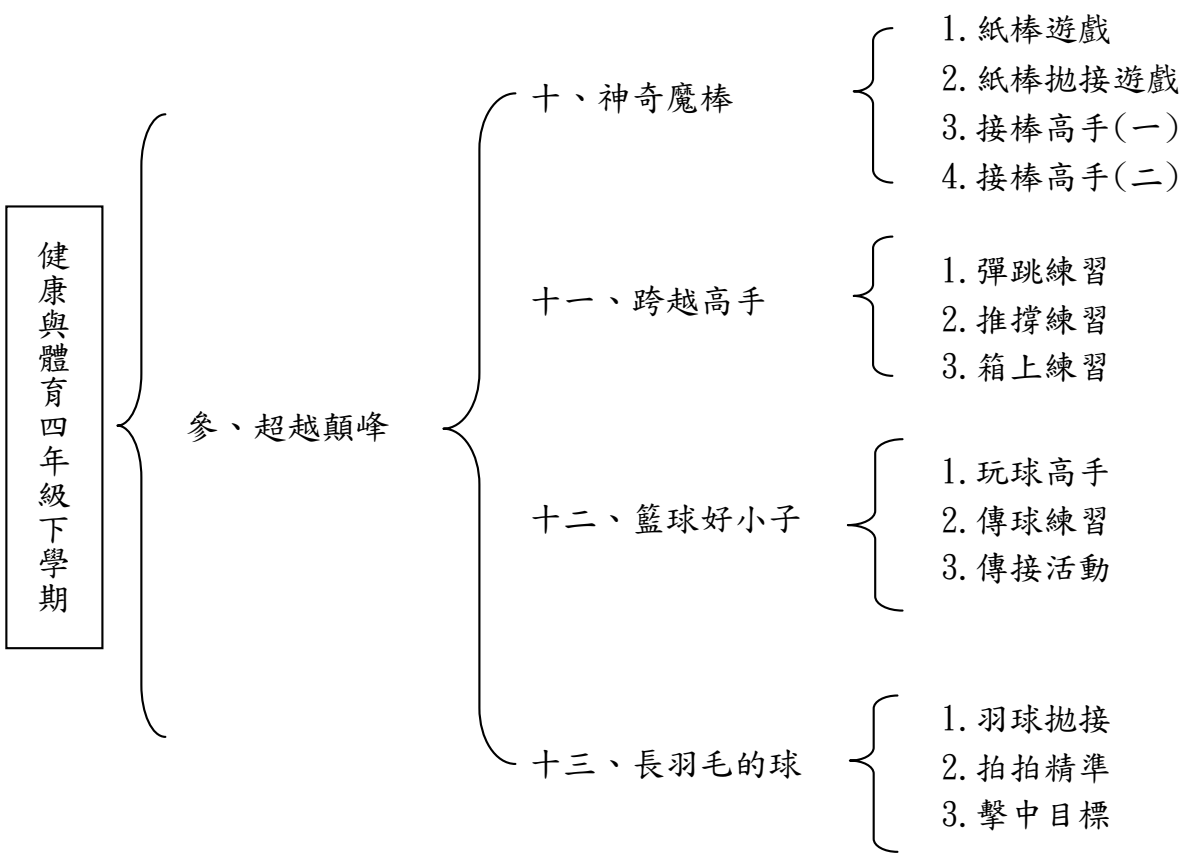 健康與體育四年級下學期
參、超越顛峰
十、神奇魔棒
1.紙棒遊戲
2.紙棒拋接遊戲
3.接棒高手(一)
4.接棒高手(二)
十一、跨越高手
1.彈跳練習
2.推撐練習
3.箱上練習
十二、籃球好小子
1.玩球高手
2.傳球練習
3.傳接活動
十三、長羽毛的球
1.羽球拋接
2.拍拍精準
3.擊中目標